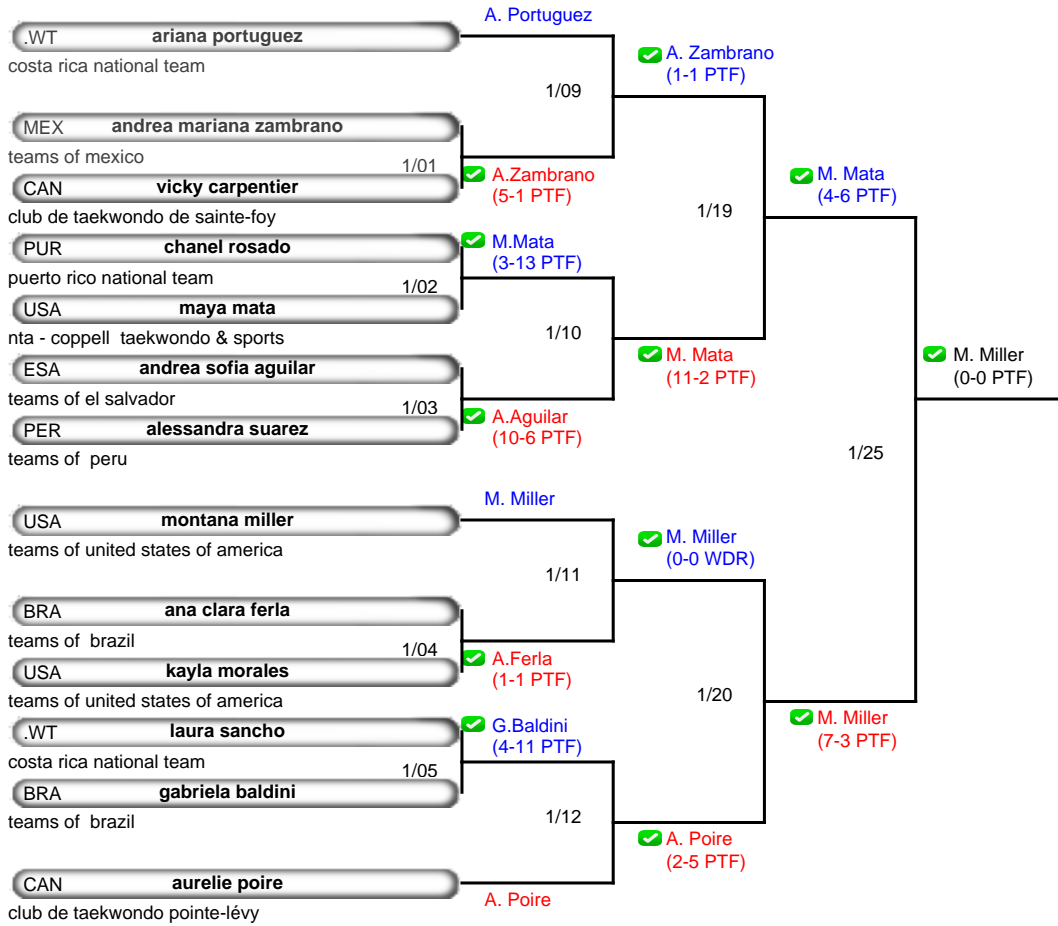 A. Portuguez
.WT ariana portuguez
costa rica national team
A. Zambrano
(1-1 PTF)
1/09
MEX andrea mariana zambrano
teams of mexico
1/01
A.Zambrano
(5-1 PTF)
CAN vicky carpentier
club de taekwondo de sainte-foy
M. Mata
(4-6 PTF)
1/19
PUR chanel rosado
puerto rico national team
M.Mata
(3-13 PTF)
1/02
USA maya mata
nta - coppell  taekwondo & sports
1/10
M. Mata
(11-2 PTF)
M. Miller
(0-0 PTF)
ESA andrea sofia aguilar
teams of el salvador
1/03
A.Aguilar
(10-6 PTF)
PER alessandra suarez
teams of  peru
1/25
M. Miller
USA montana miller
teams of united states of america
M. Miller
(0-0 WDR)
1/11
BRA ana clara ferla
teams of  brazil
1/04
A.Ferla
(1-1 PTF)
USA kayla morales
teams of united states of america
1/20
M. Miller
(7-3 PTF)
.WT laura sancho
costa rica national team
G.Baldini
(4-11 PTF)
1/05
BRA gabriela baldini
teams of  brazil
1/12
A. Poire
(2-5 PTF)
CAN aurelie poire
club de taekwondo pointe-lévy
A. Poire